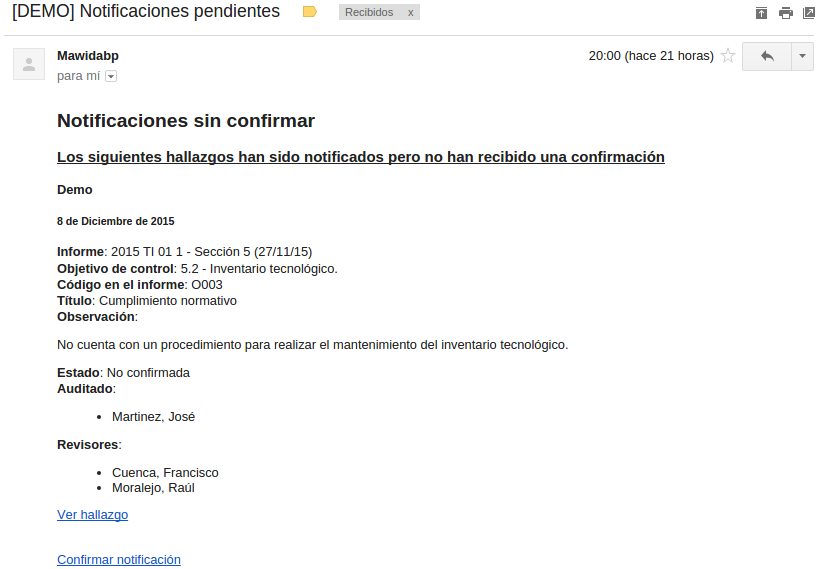 [DEMO] Notificaciones pendientes
Recibidos x
Mawidabp
20:00 (hace 21 horas)
para mí
Notificaciones sin confirmar
Los siguientes hallazgos han sido notificados pero no han recibido una confirmación
Demo
8 de Diciembre de 2015
Informe: 2015 TI 01 1 - Sección 5 (27/11/15)
Objetivo de control: 5.2 - Inventario tecnológico.
Código en el informe: O003
Título: Cumplimiento normativo
Observación:
No cuenta con un procedimiento para realizar el mantenimiento del inventario tecnológico.
Estado: No confirmada
Auditado:
• Martinez, José
Revisores:
• Cuenca, Francisco
• Moralejo, Raúl
Ver hallazgo
Confirmar notificación